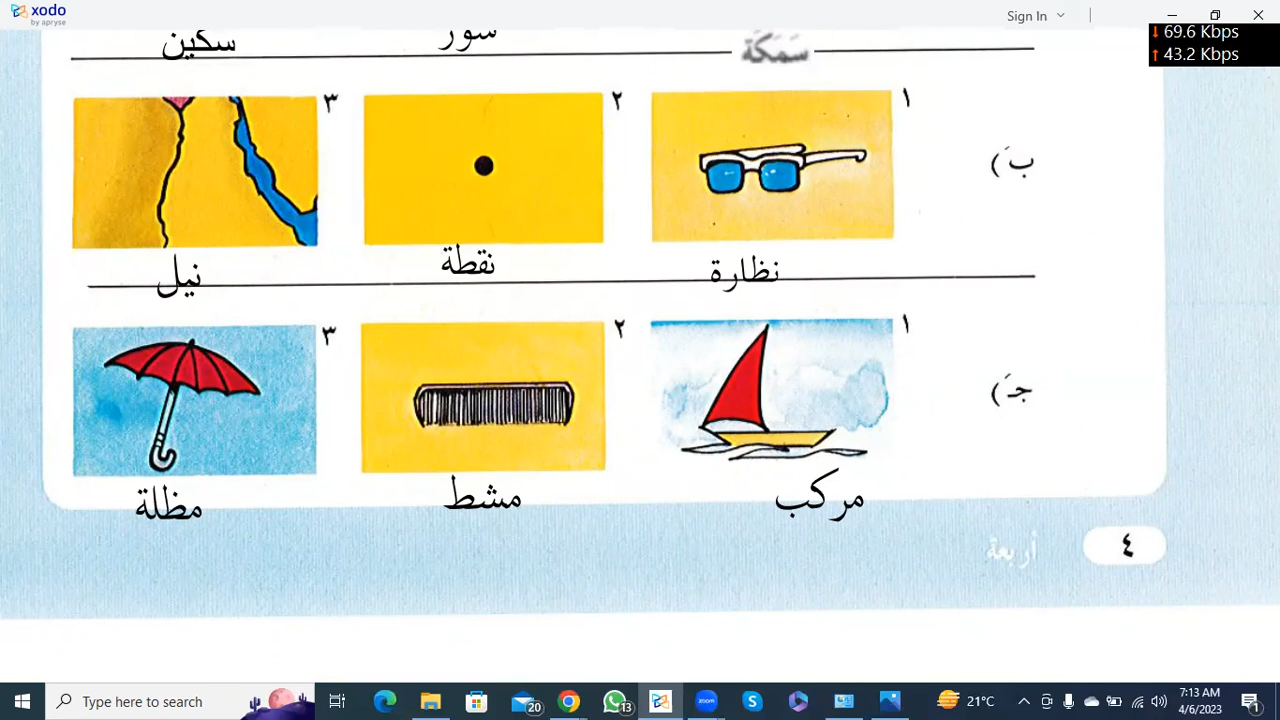 xodo
by apryse
Sign In
↓ 69.6 Kbps
↑ 43.2 Kbps
سور
سكين
سَمَكَة
بَ )
١
٢
٣
نظارة
نقطة
نيل
جـَ )
١
٢
٣
مركب
مشط
مظلة
٤
أربعة
Type here to search
20
13
zoom
21°C
7:13 AM
4/6/2023
1